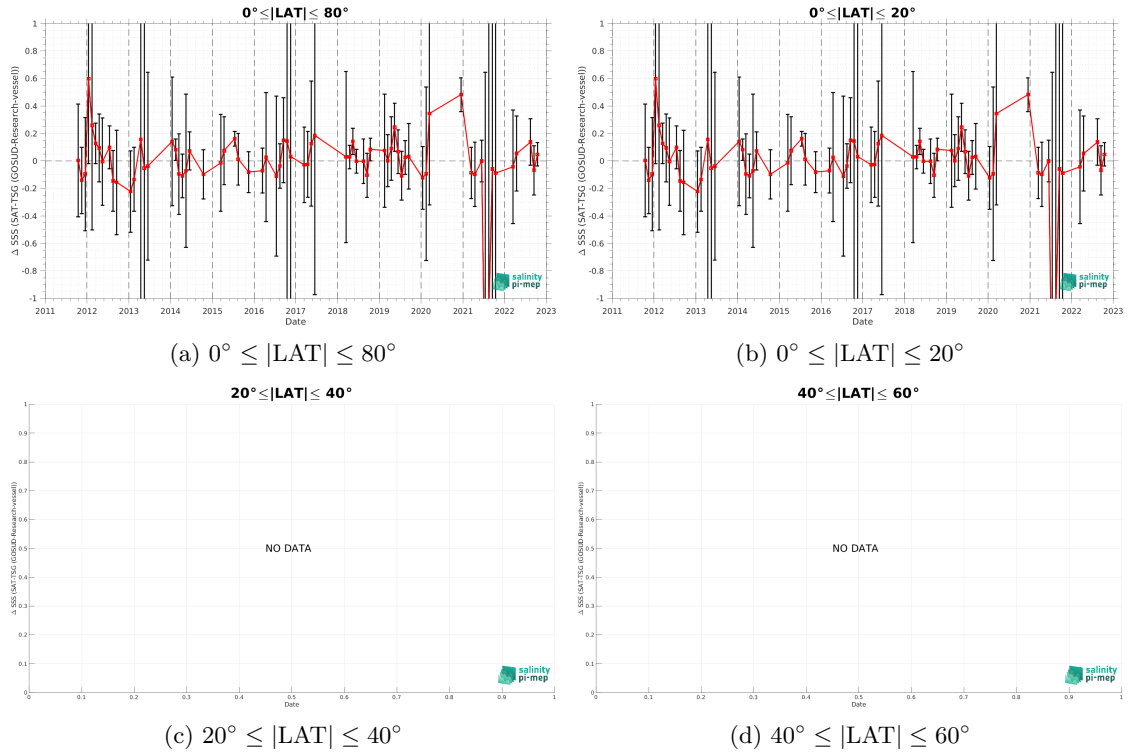 0°≤|LAT|≤ 80°
Δ SSS (SAT-TSG (GOSUD-Research-vessel))
1
0.8
0.6
0.4
0.2
0
-0.2
-0.4
-0.6
-0.8
-1
2011 2012 2013 2014 2015 2016 2017 2018 2019 2020 2021 2022 2023
Date
salinity
pi-mep
(a) 0° ≤ |LAT| ≤ 80°
0°≤|LAT|≤ 20°
Δ SSS (SAT-TSG (GOSUD-Research-vessel))
1
0.8
0.6
0.4
0.2
0
-0.2
-0.4
-0.6
-0.8
-1
2011 2012 2013 2014 2015 2016 2017 2018 2019 2020 2021 2022 2023
Date
salinity
pi-mep
(b) 0° ≤ |LAT| ≤ 20°
20°≤|LAT|≤ 40°
Δ SSS (SAT-TSG (GOSUD-Research-vessel))
1
0.9
0.8
0.7
0.6
0.5
0.4
0.3
0.2
0.1
0
NO DATA
0 0.1 0.2 0.3 0.4 0.5 0.6 0.7 0.8 0.9 1
Date
salinity
pi-mep
(c) 20° ≤ |LAT| ≤ 40°
40°≤|LAT|≤ 60°
Δ SSS (SAT-TSG (GOSUD-Research-vessel))
1
0.9
0.8
0.7
0.6
0.5
0.4
0.3
0.2
0.1
0
NO DATA
0 0.1 0.2 0.3 0.4 0.5 0.6 0.7 0.8 0.9 1
Date
salinity
pi-mep
(d) 40° ≤ |LAT| ≤ 60°